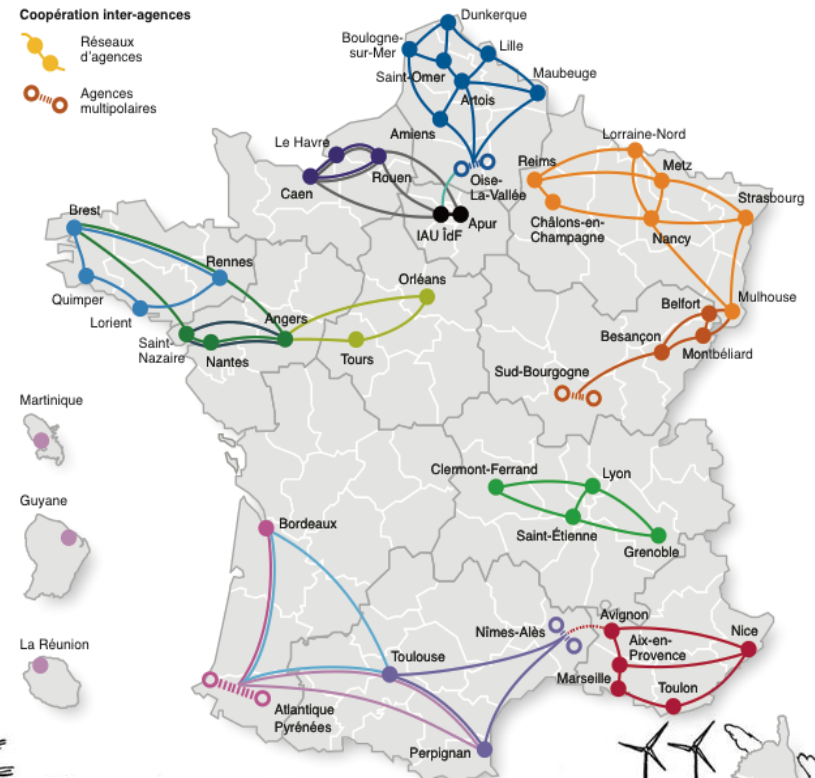 Coopération inter-agences
Réseaux
d'agences
Agences
multipolaires
Dunkerque
Boulogne-
sur-Mer
Lille
Saint-Omer
Maubeuge
Artois
Amiens
Le Havre
Rouen
Caen
Oise-
La-Vallée
IAU îdF
Apur
Lorraine-Nord
Reims
Metz
Strasbourg
Châlons-en-
Champagne
Nancy
Brest
Rennes
Quimper
Lorient
Orléans
Angers
Saint-
Nazaire
Nantes
Tours
Belfort
Mulhouse
Besançon
Montbéliard
Sud-Bourgogne
Martinique
Clermont-Ferrand
Lyon
Saint-Étienne
Grenoble
Guyane
Bordeaux
Avignon
Nîmes-Alès
Aix-en-
Provence
Nice
La Réunion
Toulouse
Marseille
Toulon
Atlantique
Pyrénées
Perpignan